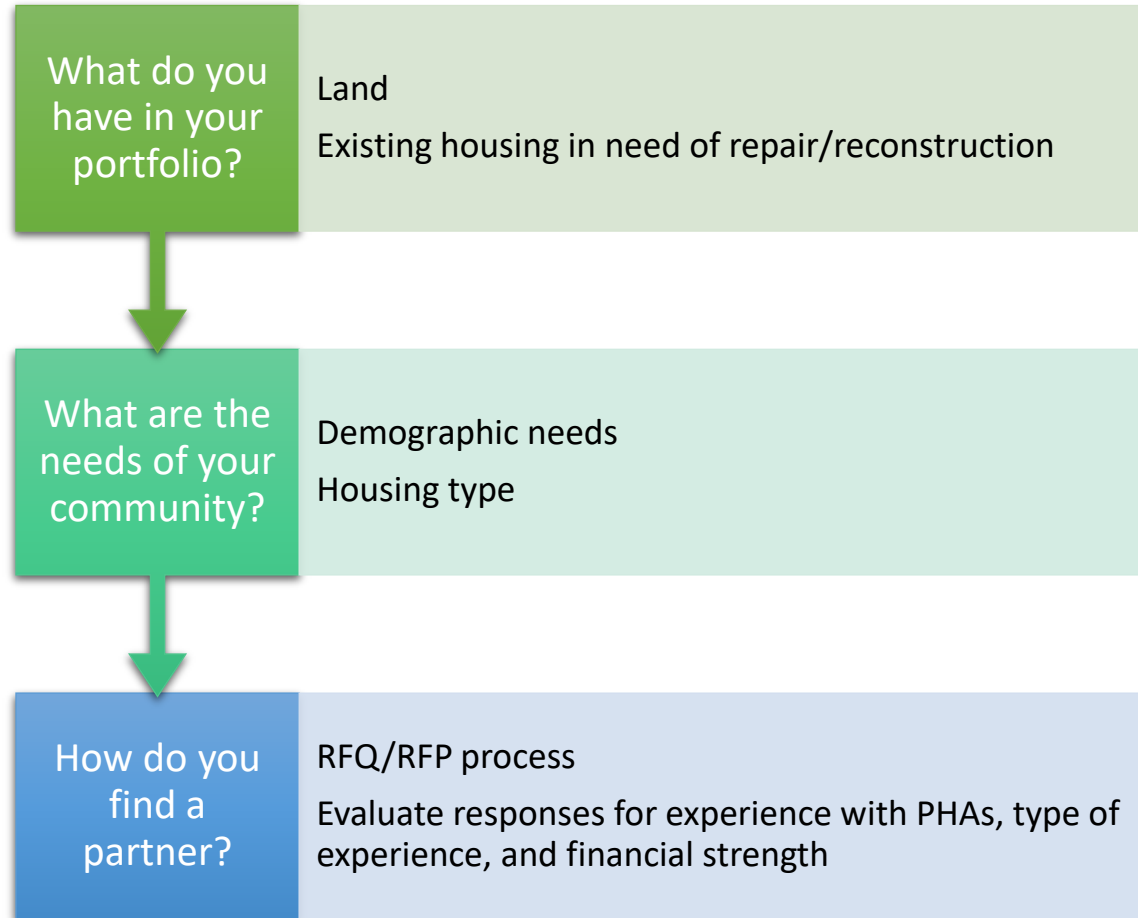 What do you
have in your
portfolio?
Land
Existing housing in need of repair/reconstruction
What are the
needs of your
community?
Demographic needs
Housing type
How do you
find a
partner?
RFQ/RFP process
Evaluate responses for experience with PHAs, type of
experience, and financial strength